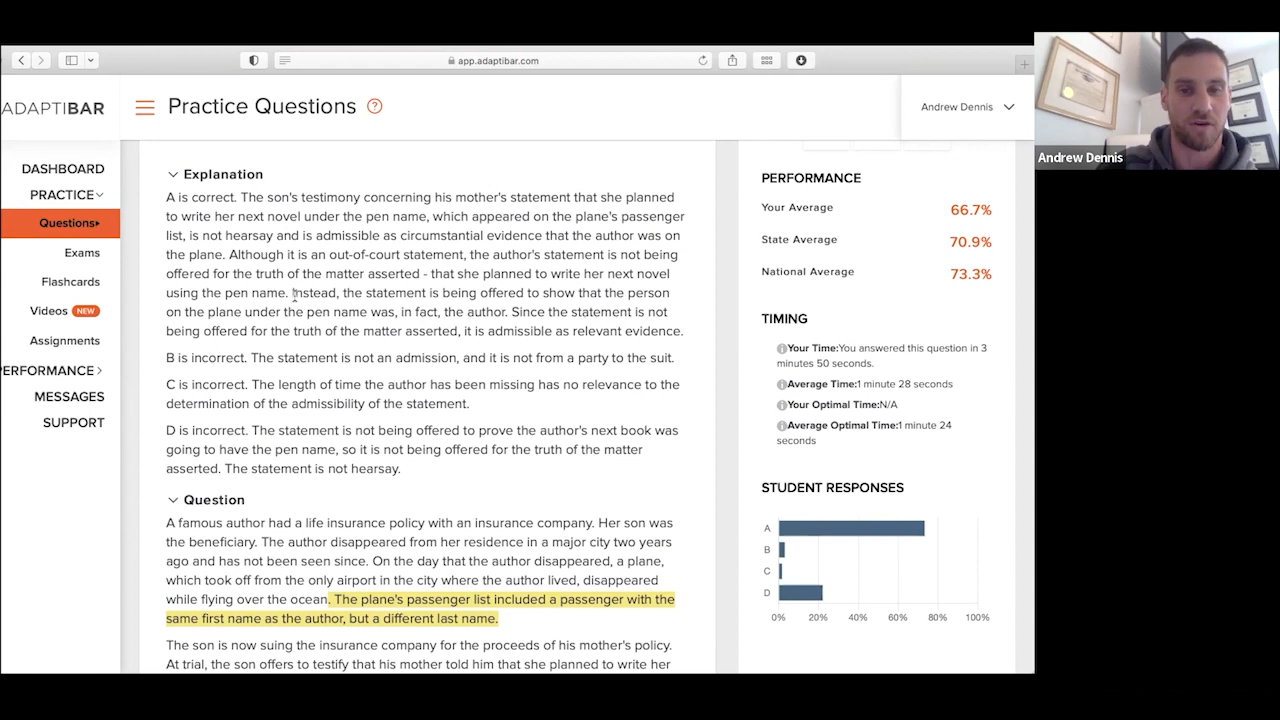 app.adaptibar.com
ADAPTIBAR
Practice Questions
Andrew Dennis
DASHBOARD
PRACTICE
Questions
Exams
Flashcards
Videos NEW
Assignments
PERFORMANCE
MESSAGES
SUPPORT
Explanation
A is correct. The son's testimony concerning his mother's statement that she planned
to write her next novel under the pen name, which appeared on the plane's passenger
list, is not hearsay and is admissible as circumstantial evidence that the author was on
the plane. Although it is an out-of-court statement, the author's statement is not being
offered for the truth of the matter asserted - that she planned to write her next novel
using the pen name. Instead, the statement is being offered to show that the person
on the plane under the pen name was, in fact, the author. Since the statement is not
being offered for the truth of the matter asserted, it is admissible as relevant evidence.
B is incorrect. The statement is not an admission, and it is not from a party to the suit.
C is incorrect. The length of time the author has been missing has no relevance to the
determination of the admissibility of the statement.
D is incorrect. The statement is not being offered to prove the author's next book was
going to have the pen name, so it is not being offered for the truth of the matter
asserted. The statement is not hearsay.
Question
A famous author had a life insurance policy with an insurance company. Her son was
the beneficiary. The author disappeared from her residence in a major city two years
ago and has not been seen since. On the day that the author disappeared, a plane,
which took off from the only airport in the city where the author lived, disappeared
while flying over the ocean. The plane's passenger list included a passenger with the
same first name as the author, but a different last name.
The son is now suing the insurance company for the proceeds of his mother's policy.
At trial, the son offers to testify that his mother told him that she planned to write her
PERFORMANCE
Your Average 66.7%
State Average 70.9%
National Average 73.3%
TIMING
Your Time:You answered this question in 3
minutes 50 seconds.
Average Time:1 minute 28 seconds
Your Optimal Time:N/A
Average Optimal Time:1 minute 24
seconds
STUDENT RESPONSES
A
B
C
D
0% 20% 40% 60% 80% 100%
Andrew Dennis